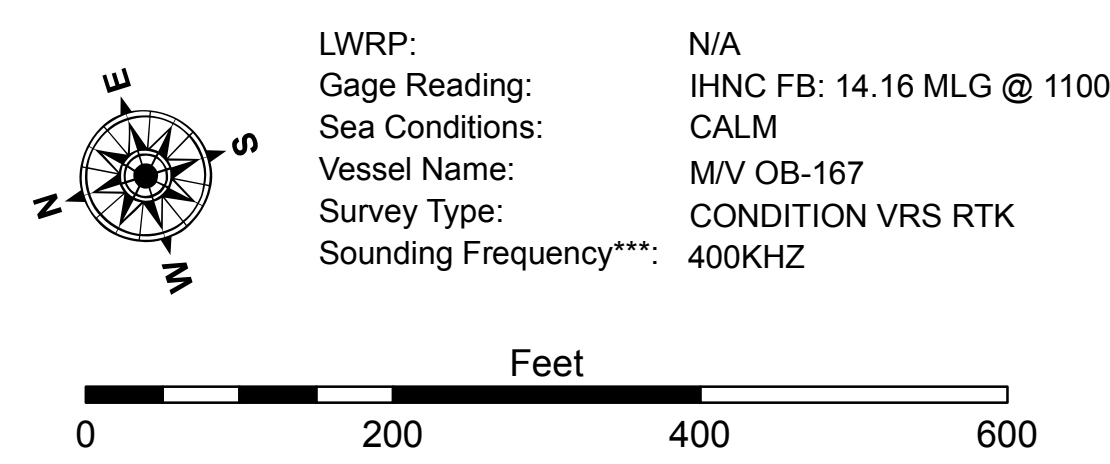 E
S
N
W
LWRP: N/A
Gage Reading: IHNC FB: 14.16 MLG @ 1100
Sea Conditions: CALM
Vessel Name: M/V OB-167
Survey Type: CONDITION VRS RTK
Sounding Frequency***: 400KHZ
Feet
0 200 400 600